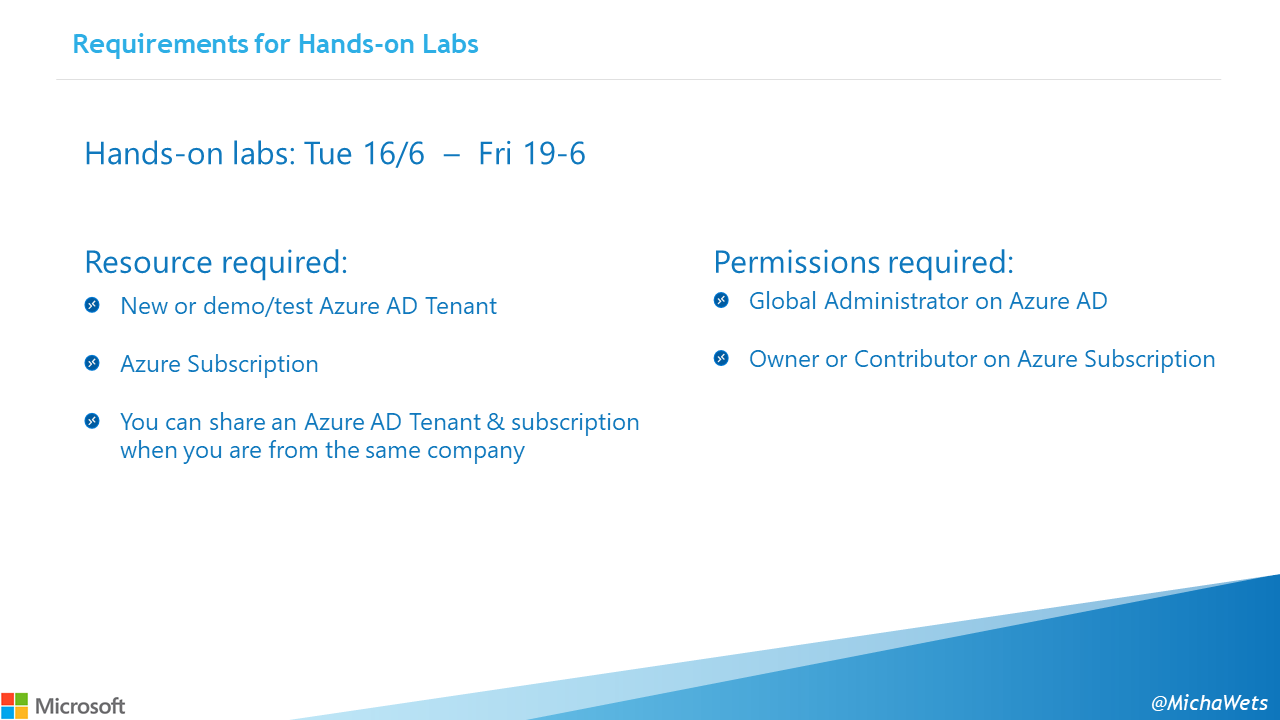 Requirements for Hands-on Labs
Hands-on labs: Tue 16/6 – Fri 19-6
Resource required:
New or demo/test Azure AD Tenant
Azure Subscription
You can share an Azure AD Tenant & subscription
when you are from the same company
Permissions required:
Global Administrator on Azure AD
Owner or Contributor on Azure Subscription
Microsoft
@MichaWets